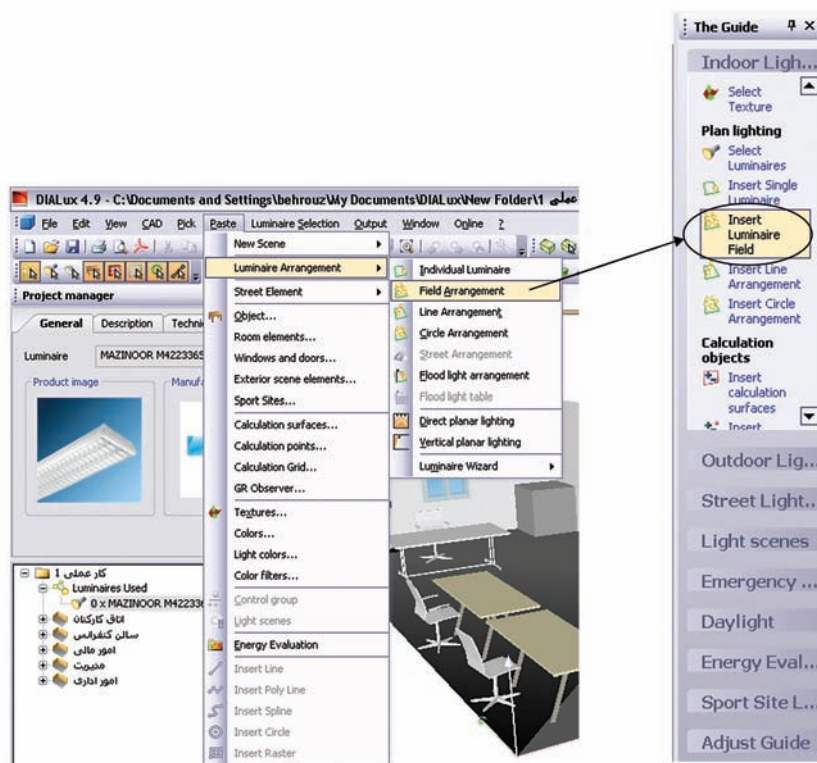 DIALux 4.9 - C:\Documents and Settings\behrouz\My Documents\DIALux\New Folder\1 عملی
File Edit View CAD Pick Paste Luminaire Selection Output Window Online ?
Project manager
General Description Techni
Luminaire MAZINOOR M422336S
Product image Manufa
کار عملی 1
Luminaires Used
0 x MAZINOOR M422336
اتاق کارکنان
سالن کنفرانس
امور مالی
مدیریت
امور اداری
New Scene
Luminaire Arrangement
Street Element
Object...
Room elements...
Windows and doors...
Exterior scene elements...
Sport Sites...
Calculation surfaces...
Calculation points...
Calculation Grid...
GR Observer...
Textures...
Colors...
Light colors...
Color filters...
Control group
Light scenes
Energy Evaluation
Insert Line
Insert Poly Line
Insert Spline
Insert Circle
Insert Raster
Individual Luminaire
Field Arrangement
Line Arrangement
Circle Arrangement
Street Arrangement
Flood light arrangement
Flood light table
Direct planar lighting
Vertical planar lighting
Luminaire Wizard
The Guide
Indoor Ligh...
Select
Texture
Plan lighting
Select
Luminaires
Insert Single
Luminaire
Insert
Luminaire
Field
Insert Line
Arrangement
Insert Circle
Arrangement
Calculation
objects
Insert
calculation
surfaces
Insert
Outdoor Lig...
Street Light...
Light scenes
Emergency ...
Daylight
Energy Eval...
Sport Site L...
Adjust Guide